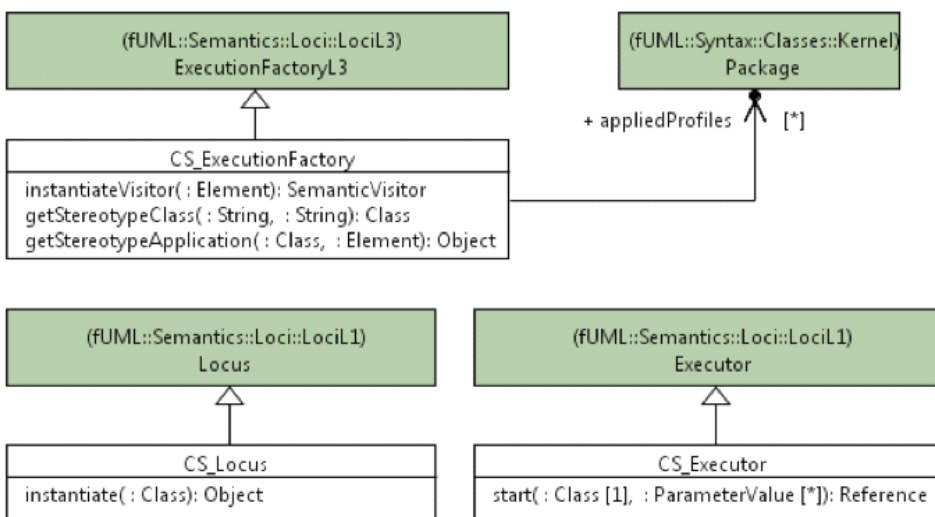 (fUML::Semantics::Loci::LociL3)
ExecutionFactoryL3
(fUML::Syntax::Classes::Kernel)
Package
+ appliedProfiles
[*]
CS_ExecutionFactory
instantiateVisitor( : Element): SemanticVisitor
getStereotypeClass( : String, : String): Class
getStereotypeApplication( : Class, : Element): Object
(fUML::Semantics::Loci::LociL1)
Locus
(fUML::Semantics::Loci::LociL1)
Executor
CS_Locus
instantiate( : Class): Object
CS_Executor
start( : Class [1], : ParameterValue [*]): Reference